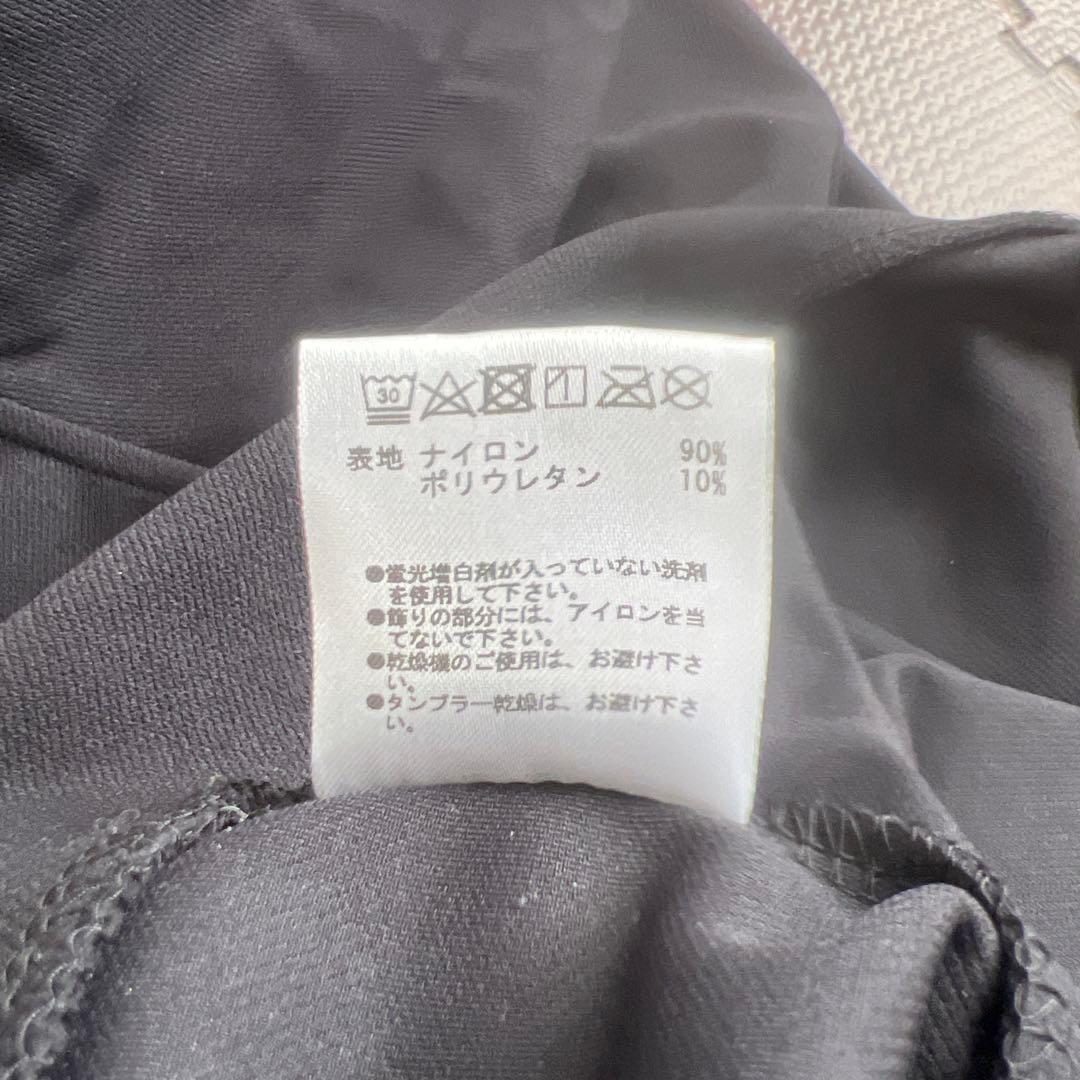 30
表地 ナイロン 90%
ポリウレタン 10%
●蛍光増白剤が入っていない洗剤
を使用して下さい。
●飾りの部分には、アイロンを当
てないで下さい。
●乾燥機のご使用は、お避け下さ
い。
●タンブラー乾燥は、お避け下さ
い。